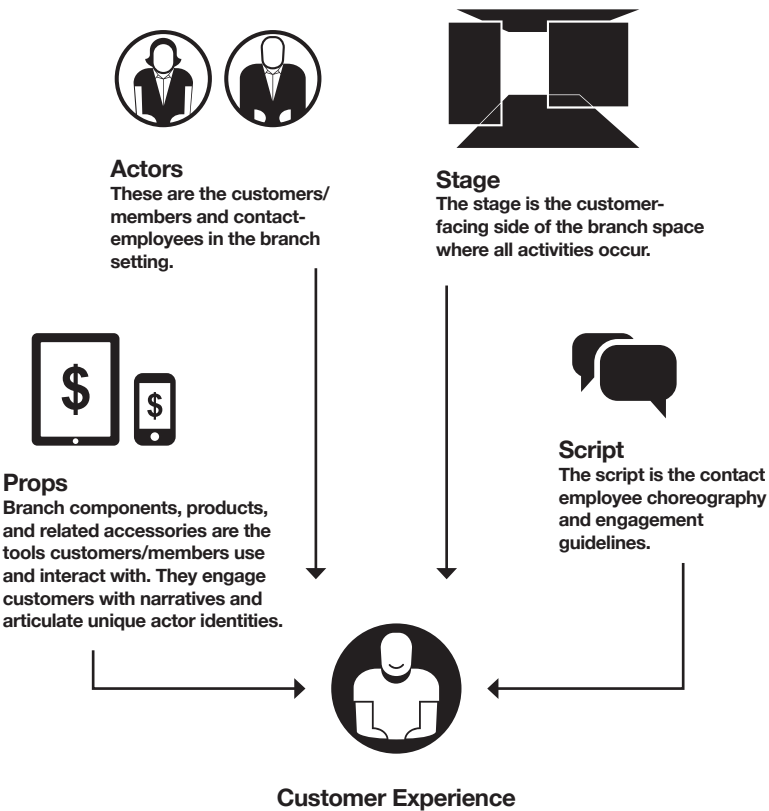 Actors
These are the customers/
members and contact-
employees in the branch
setting.
Stage
The stage is the customer-
facing side of the branch space
where all activities occur.
$
$
Props
Branch components, products,
and related accessories are the
tools customers/members use
and interact with. They engage
customers with narratives and
articulate unique actor identities.
Script
The script is the contact
employee choreography
and engagement
guidelines.
Customer Experience